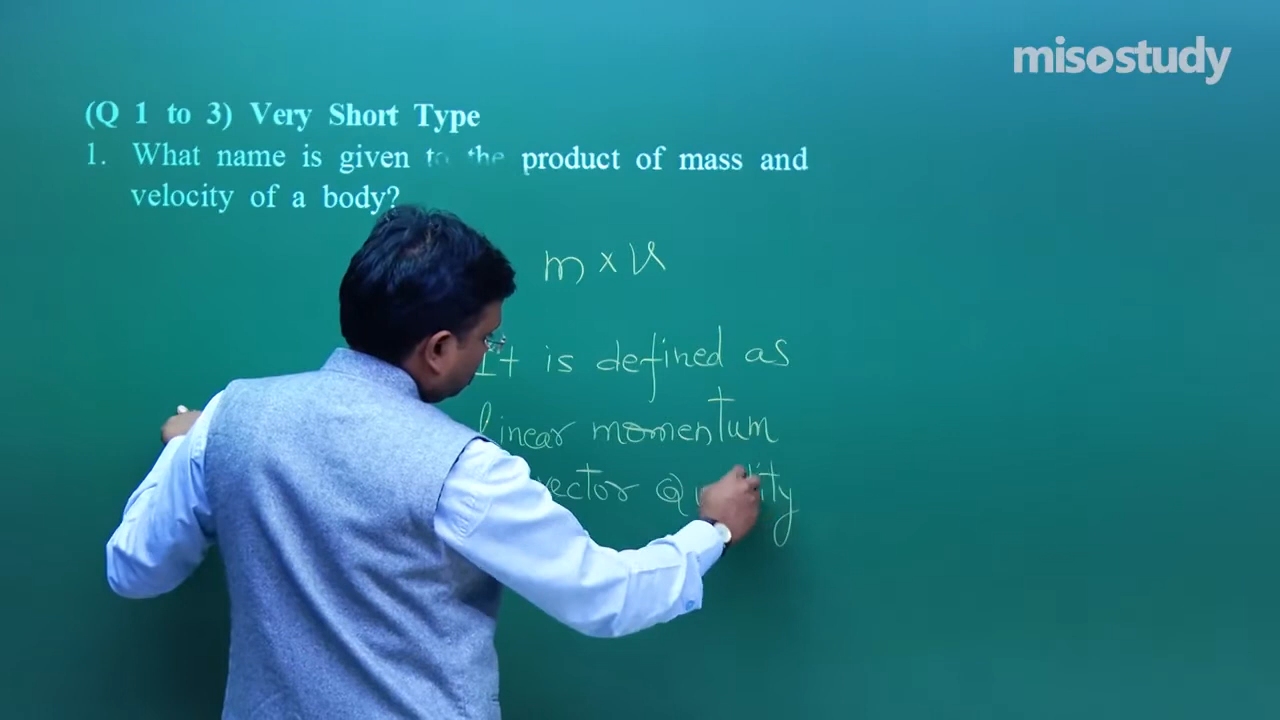 misostudy
(Q 1 to 3) Very Short Type
1. What name is given to the product of mass and
velocity of a body?
m × v
It is defined as
linear momentum
vector